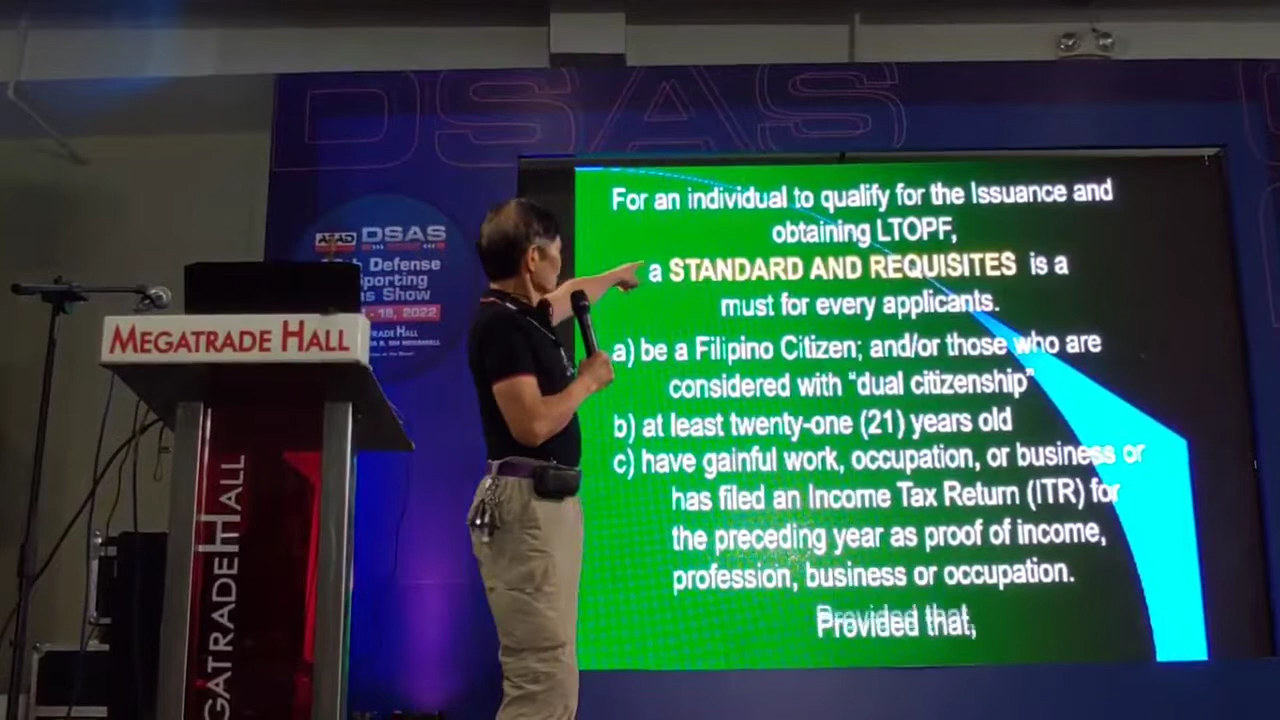 DSAS
AFAD DSAS
Defense
Sporting
Show
18, 2022
MEGATRADE HALL
MEGATRADE HALL
For an individual to qualify for the Issuance and
obtaining LTOPF,
a STANDARD AND REQUISITES is a
must for every applicants.
a) be a Filipino Citizen; and/or those who are
considered with “dual citizenship”
b) at least twenty-one (21) years old
c) have gainful work, occupation, or business or
has filed an Income Tax Return (ITR) for
the preceding year as proof of income,
profession, business or occupation.
Provided that,